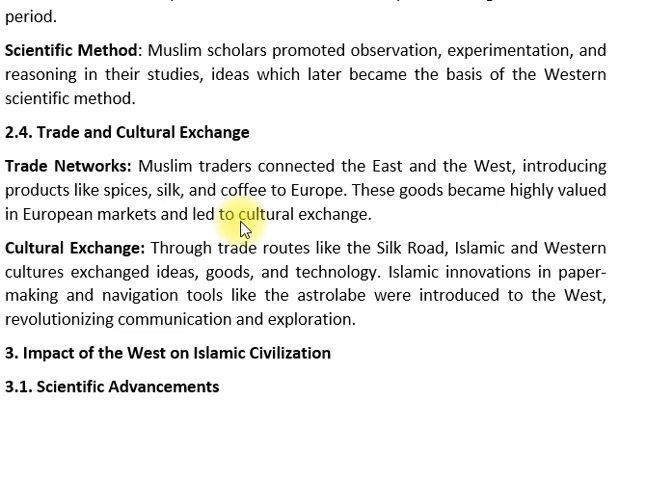 period.
Scientific Method: Muslim scholars promoted observation, experimentation, and
reasoning in their studies, ideas which later became the basis of the Western
scientific method.
2.4. Trade and Cultural Exchange
Trade Networks: Muslim traders connected the East and the West, introducing
products like spices, silk, and coffee to Europe. These goods became highly valued
in European markets and led to cultural exchange.
Cultural Exchange: Through trade routes like the Silk Road, Islamic and Western
cultures exchanged ideas, goods, and technology. Islamic innovations in paper-
making and navigation tools like the astrolabe were introduced to the West,
revolutionizing communication and exploration.
3. Impact of the West on Islamic Civilization
3.1. Scientific Advancements